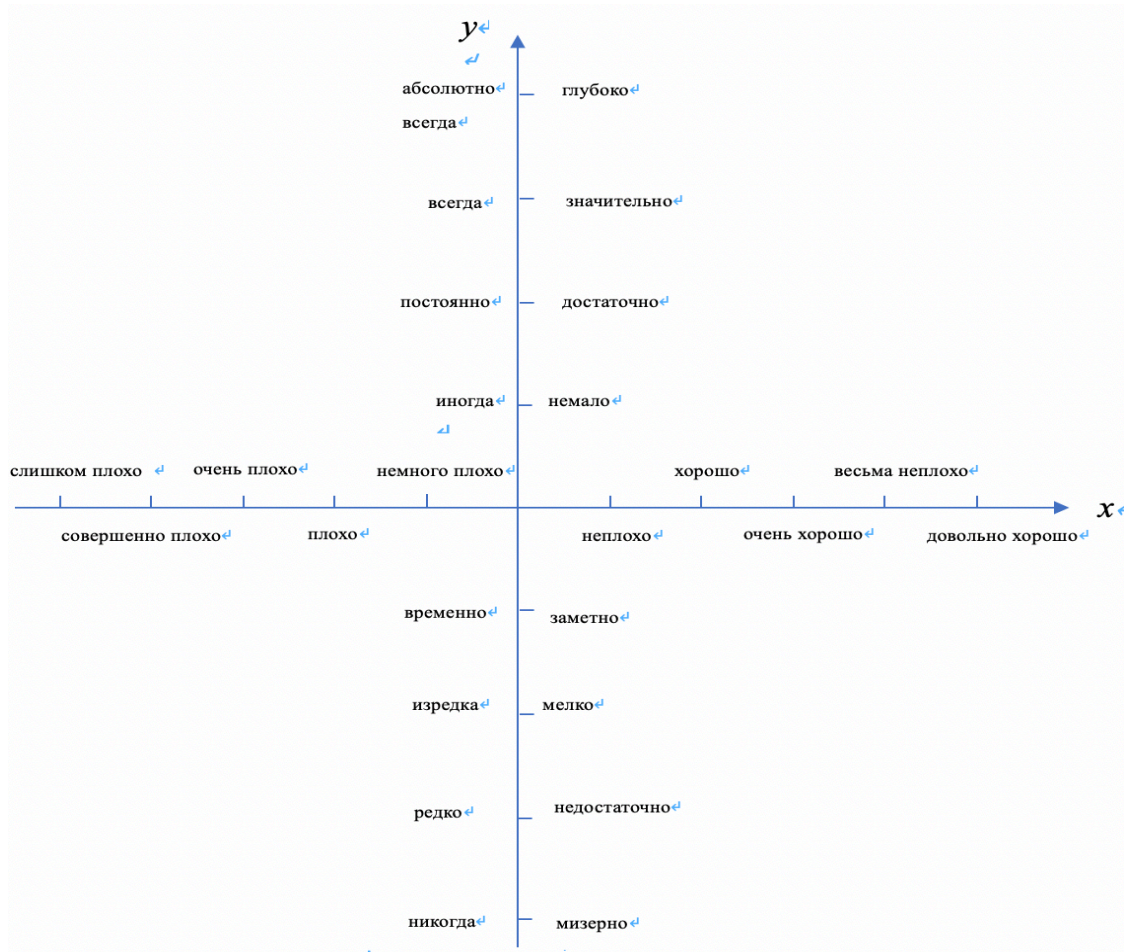 y
абсолютно глубоко
всегда
всегда значительно
постоянно достаточно
иногда немало
слишком плохо очень плохо немного плохо хорошо весьма неплохо
x
совершенно плохо плохо неплохо очень хорошо довольно хорошо
временно заметно
изредка мелко
редко недостаточно
никогда мизерно